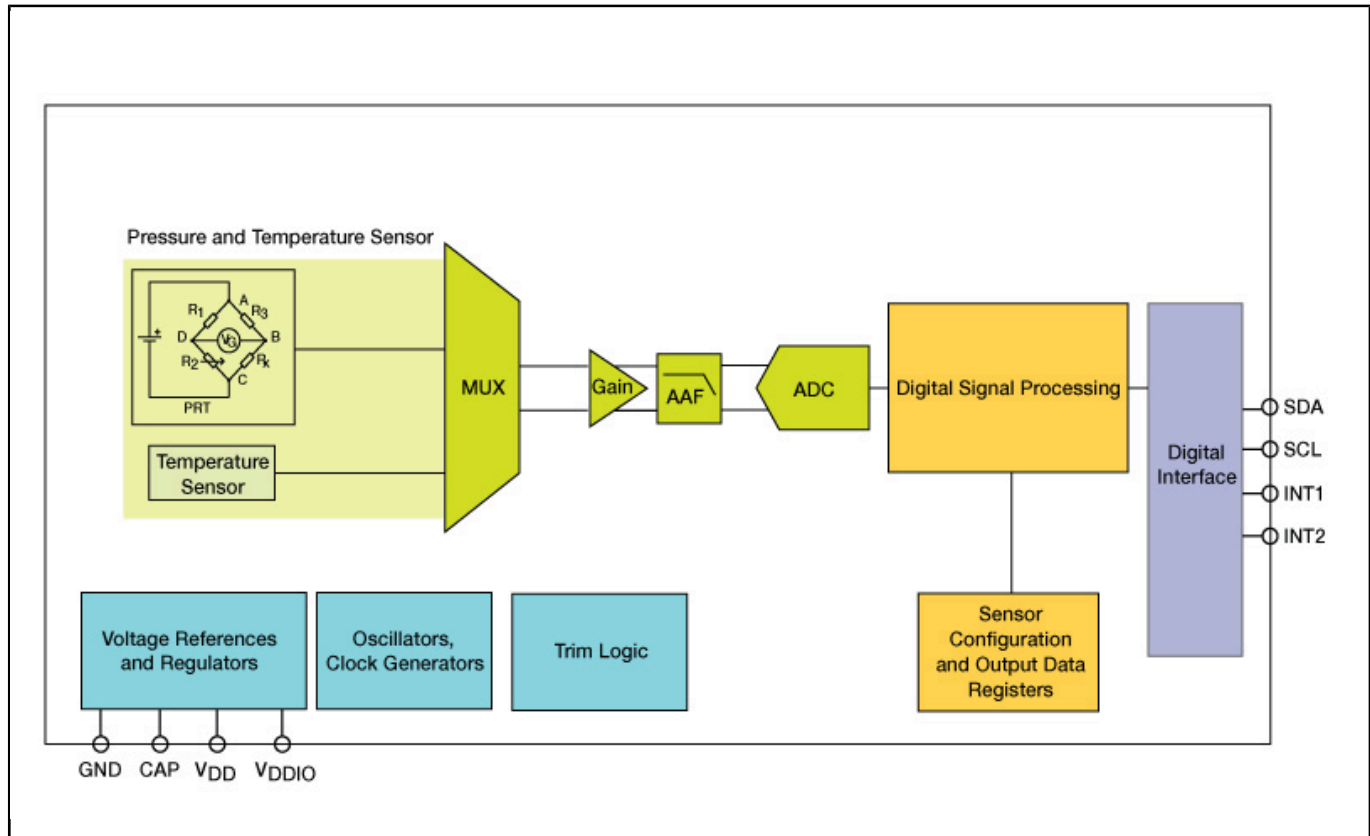 Pressure and Temperature Sensor
A
R1
R3
D
VG
B
R2
Rx
C
PRT
Temperature
Sensor
MUX
Gain
AAF
ADC
Digital Signal Processing
Digital
Interface
SDA
SCL
INT1
INT2
Voltage References
and Regulators
Oscillators,
Clock Generators
Trim Logic
Sensor
Configuration
and Output Data
Registers
GND
CAP
VDD
VDDIO